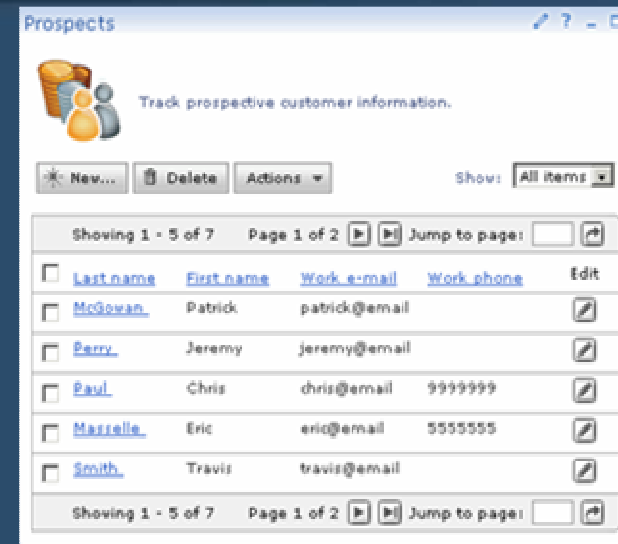 Prospects ?
Track prospective customer information.
New... Delete Actions Show: All items
Showing 1 - 5 of 7 Page 1 of 2 Jump to page:
Last name First name Work e-mail Work phone Edit
McGowan Patrick patrick@email
Perry Jeremy jeremy@email
Paul Chris chris@email 9999999
Masselle Eric eric@email 5555555
Smith Travis travis@email
Showing 1 - 5 of 7 Page 1 of 2 Jump to page: